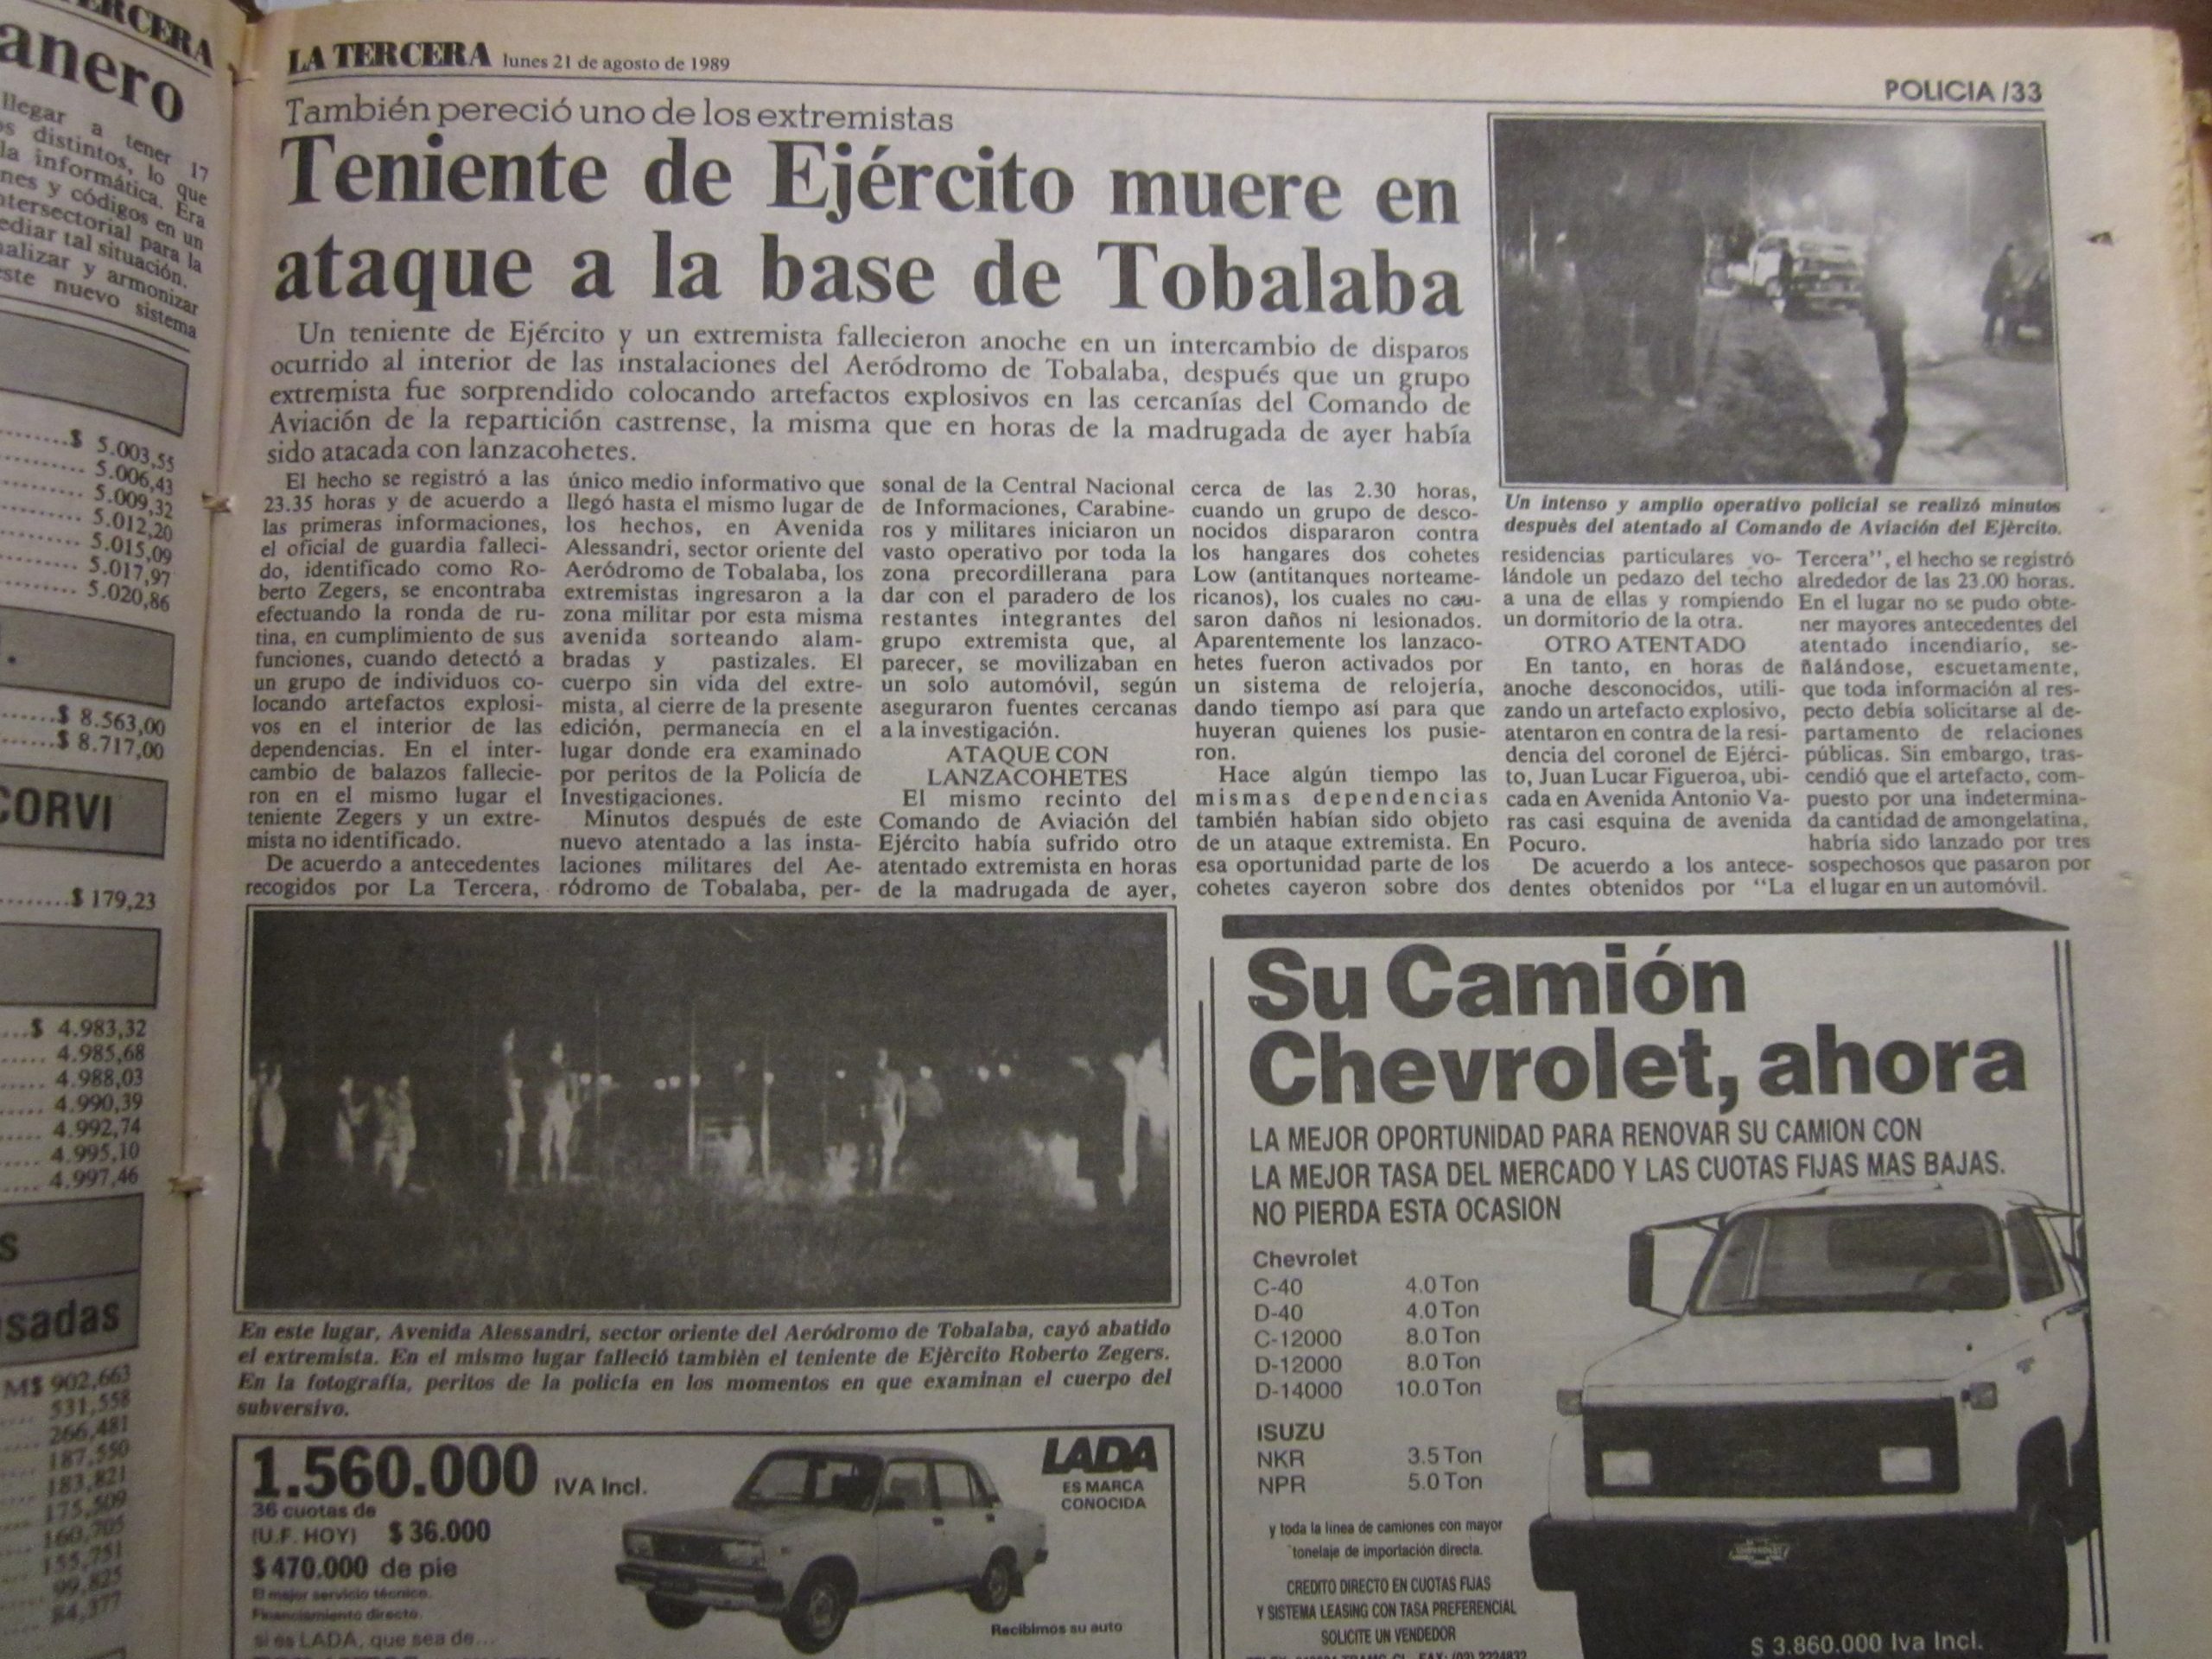 TERCERA
anero
llegar a tener 17
os distintos, lo que
la informática. Era
nes y códigos en un
ntersectorial para la
ediar tal situación.
nalizar y armonizar
ste nuevo sistema
$ 5.003,55
5.006,43
5.009,32
5.012,20
5.015,09
5.017,97
5.020,86
$ 8.563,00
$ 8.717,00
CORVI
$ 179,23
$ 4.983,32
4.985,68
4.988,03
4.990,39
4.992,74
4.995,10
4.997,46
s
sadas
M$ 902,663
531,558
266,481
187,550
183,821
175,509
160,705
155,751
99,825
84,377
LA TERCERA lunes 21 de agosto de 1989
POLICIA /33
También pereció uno de los extremistas
Teniente de Ejército muere en
ataque a la base de Tobalaba
Un teniente de Ejército y un extremista fallecieron anoche en un intercambio de disparos
ocurrido al interior de las instalaciones del Aeródromo de Tobalaba, después que un grupo
extremista fue sorprendido colocando artefactos explosivos en las cercanías del Comando de
Aviación de la repartición castrense, la misma que en horas de la madrugada de ayer había
sido atacada con lanzacohetes.
El hecho se registró a las
23.35 horas y de acuerdo a
las primeras informaciones,
el oficial de guardia falleci-
do, identificado como Ro-
berto Zegers, se encontraba
efectuando la ronda de ru-
tina, en cumplimiento de sus
funciones, cuando detectó a
un grupo de individuos co-
locando artefactos explosi-
vos en el interior de las
dependencias. En el inter-
cambio de balazos fallecie-
ron en el mismo lugar el
teniente Zegers y un extre-
mista no identificado.
De acuerdo a antecedentes
recogidos por La Tercera,
único medio informativo que
llegó hasta el mismo lugar de
los hechos, en Avenida
Alessandri, sector oriente del
Aeródromo de Tobalaba, los
extremistas ingresaron a la
zona militar por esta misma
avenida sorteando alam-
bradas y pastizales. El
cuerpo sin vida del extre-
mista, al cierre de la presente
edición, permanecía en el
lugar donde era examinado
por peritos de la Policía de
Investigaciones.
Minutos después de este
nuevo atentado a las insta-
laciones militares del Ae-
ródromo de Tobalaba, per-
sonal de la Central Nacional
de Informaciones, Carabine-
ros y militares iniciaron un
vasto operativo por toda la
zona precordillerana para
dar con el paradero de los
restantes integrantes del
grupo extremista que, al
parecer, se movilizaban en
un solo automóvil, según
aseguraron fuentes cercanas
a la investigación.
ATAQUE CON
LANZACOHETES
El mismo recinto del
Comando de Aviación del
Ejército había sufrido otro
atentado extremista en horas
de la madrugada de ayer,
cerca de las 2.30 horas,
cuando un grupo de desco-
nocidos dispararon contra
los hangares dos cohetes
Low (antitanques norteame-
ricanos), los cuales no cau-
saron daños ni lesionados.
Aparentemente los lanzaco-
hetes fueron activados por
un sistema de relojería,
dando tiempo así para que
huyeran quienes los pusie-
ron.
Hace algún tiempo las
mismas dependencias
también habían sido objeto
de un ataque extremista. En
esa oportunidad parte de los
cohetes cayeron sobre dos
Un intenso y amplio operativo policial se realizó minutos
despuès del atentado al Comando de Aviación del Ejèrcito.
residencias particulares vo-
lándole un pedazo del techo
a una de ellas y rompiendo
un dormitorio de la otra.
OTRO ATENTADO
En tanto, en horas de
anoche desconocidos, utili-
zando un artefacto explosivo,
atentaron en contra de la resi-
dencia del coronel de Ejérci-
to, Juan Lucar Figueroa, ubi-
cada en Avenida Antonio Va-
ras casi esquina de avenida
Pocuro.
De acuerdo a los antece-
dentes obtenidos por "La
Tercera", el hecho se registró
alrededor de las 23.00 horas.
En el lugar no se pudo obte-
ner mayores antecedentes del
atentado incendiario, se-
ñalándose, escuetamente,
que toda información al res-
pecto debía solicitarse al de-
partamento de relaciones
públicas. Sin embargo, tras-
cendió que el artefacto, com-
puesto por una indetermina-
da cantidad de amongelatina,
habría sido lanzado por tres
sospechosos que pasaron por
el lugar en un automóvil.
En este lugar, Avenida Alessandri, sector oriente del Aeródromo de Tobalaba, cayó abatido
el extremista. En el mismo lugar falleció tambièn el teniente de Ejèrcito Roberto Zegers.
En la fotografía, peritos de la policía en los momentos en que examinan el cuerpo del
subversivo.
1.560.000 IVA Incl.
36 cuotas de
(U.F. HOY) $ 36.000
$ 470.000 de pie
El mejor servicio técnico.
Financiamiento directo.
si es LADA, que sea de...
LADA
ES MARCA
CONOCIDA
Recibimos su auto
Su Camión
Chevrolet, ahora
LA MEJOR OPORTUNIDAD PARA RENOVAR SU CAMION CON
LA MEJOR TASA DEL MERCADO Y LAS CUOTAS FIJAS MAS BAJAS.
NO PIERDA ESTA OCASION
Chevrolet
C-40 4.0 Ton
D-40 4.0 Ton
C-12000 8.0 Ton
D-12000 8.0 Ton
D-14000 10.0 Ton
ISUZU
NKR 3.5 Ton
NPR 5.0 Ton
y toda la línea de camiones con mayor
tonelaje de importación directa.
CREDITO DIRECTO EN CUOTAS FIJAS
Y SISTEMA LEASING CON TASA PREFERENCIAL
SOLICITE UN VENDEDOR
CHEVROLET
$ 3.860.000 Iva Incl.